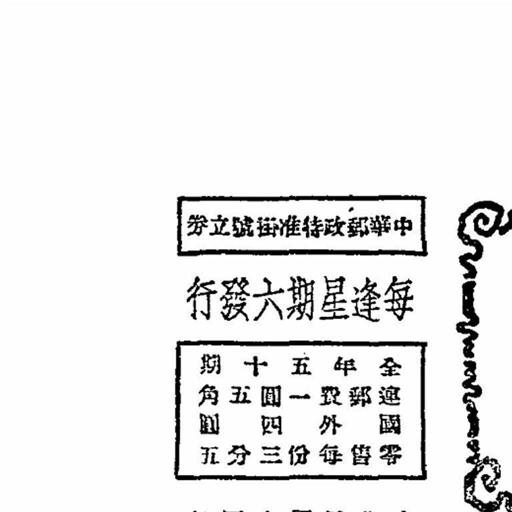 中華郵政特准掛號立券
每逢星期六發行
全年五十期
連郵費一圓五角
國外四圓
零售每份三分五